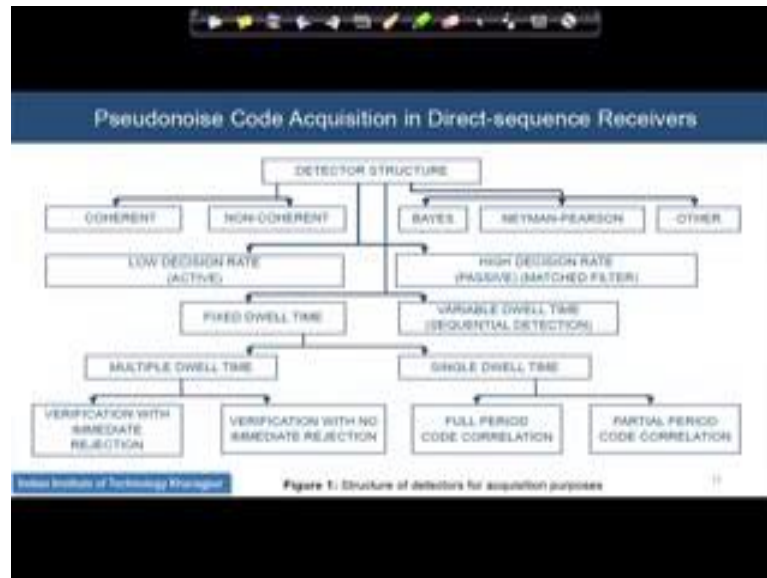 Pseudonoise Code Acquisition in Direct-sequence Receivers
DETECTOR STRUCTURE
COHERENT
NON-COHERENT
BAYES
NEYMAN-PEARSON
OTHER
LOW DECISION RATE
(ACTIVE)
HIGH DECISION RATE
(PASSIVE) (MATCHED FILTER)
FIXED DWELL TIME
VARIABLE DWELL TIME
(SEQUENTIAL DETECTION)
MULTIPLE DWELL TIME
SINGLE DWELL TIME
VERIFICATION WITH
IMMEDIATE
REJECTION
VERIFICATION WITH NO
IMMEDIATE REJECTION
FULL PERIOD
CODE CORRELATION
PARTIAL PERIOD
CODE CORRELATION
Indian Institute of Technology Kharagpur
Figure 1: Structure of detectors for acquisition purposes